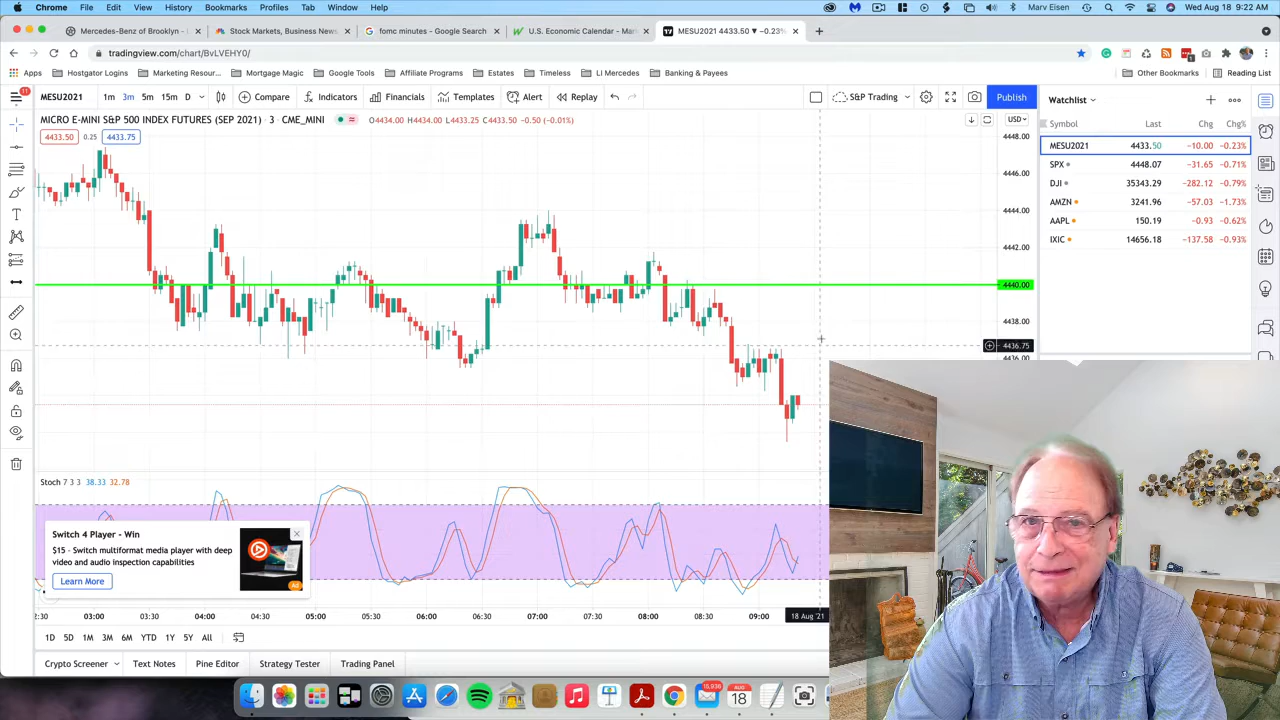 Chrome File Edit View History Bookmarks Profiles Tab Window Help Marv Eisen Wed Aug 18 9:22 AM
Mercedes-Benz of Brooklyn - Stock Markets, Business News fomc minutes - Google Search U.S. Economic Calendar - Mar MESU2021 4433.50 ▼ −0.23%
tradingview.com/chart/BvLVEHY0/
Apps Hostgator Logins Marketing Resour... Mortgage Magic Google Tools Affiliate Programs Estates Timeless LI Mercedes Banking & Payees Other Bookmarks Reading List
11
MESU2021 1m 3m 5m 15m D Compare Indicators Financials Templates Alert Replay S&P Trading Publish
MICRO E-MINI S&P 500 INDEX FUTURES (SEP 2021) · 3 · CME_MINI O4434.00 H4434.00 L4433.25 C4433.50 −0.50 (−0.01%) USD
4433.50 0.25 4433.75
4448.00
4446.00
4444.00
4442.00
4440.00
4438.00
4436.75
4436.00
Watchlist
Symbol Last Chg Chg%
MESU2021 4433.50 −10.00 −0.23%
SPX 4448.07 −31.65 −0.71%
DJI 35343.29 −282.12 −0.79%
AMZN 3241.96 −57.03 −1.73%
AAPL 150.19 −0.93 −0.62%
IXIC 14656.18 −137.58 −0.93%
Stoch 7 3 3 38.33 32.78
Switch 4 Player - Win
$15 - Switch multiformat media player with deep
video and audio inspection capabilities
Learn More
Ad
2:30 03:00 03:30 04:00 04:30 05:00 05:30 06:00 06:30 07:00 07:30 08:00 08:30 09:00 18 Aug '21
1D 5D 1M 3M 6M YTD 1Y 5Y All
Crypto Screener Text Notes Pine Editor Strategy Tester Trading Panel
AUG
18